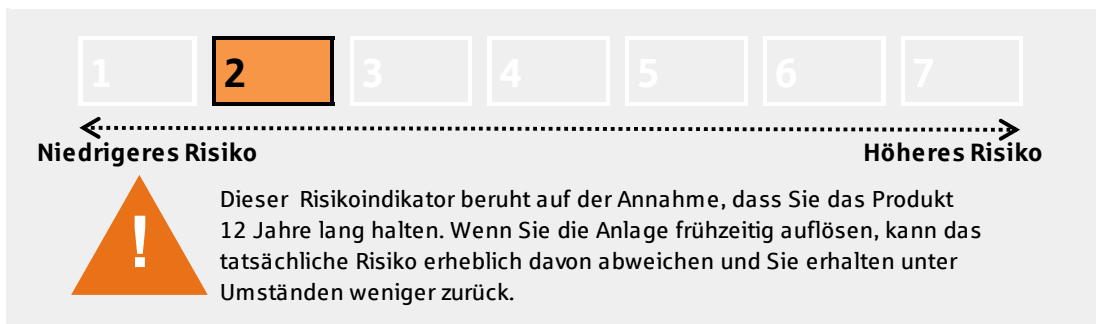 1 2 3 4 5 6 7
Niedrigeres Risiko Höheres Risiko
!
Dieser Risikoindikator beruht auf der Annahme, dass Sie das Produkt
12 Jahre lang halten. Wenn Sie die Anlage frühzeitig auflösen, kann das
tatsächliche Risiko erheblich davon abweichen und Sie erhalten unter
Umständen weniger zurück.